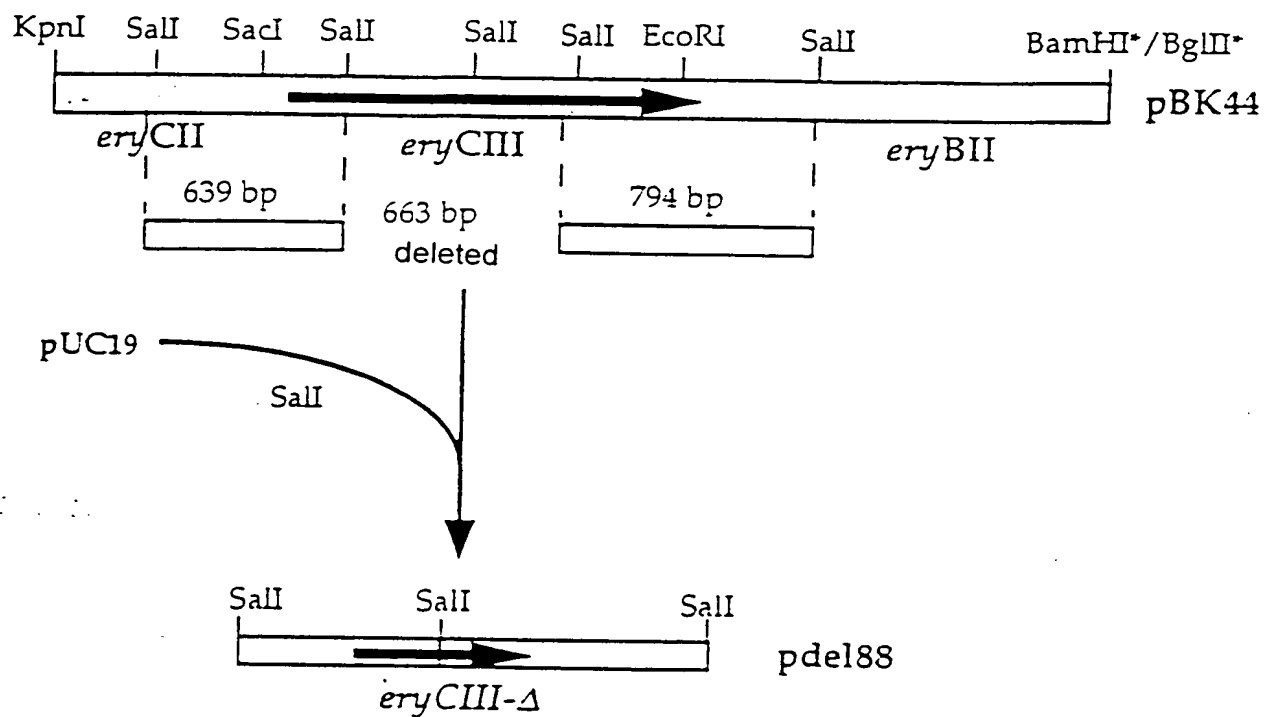 KpnI SalI SacI SalI SalI SalI EcoRI SalI BamHI*/BglII*
pBK44
eryCII eryCIII eryBII
639 bp 663 bp 794 bp
deleted
pUC19
SalI
SalI SalI SalI
pdel88
eryCIII-Δ